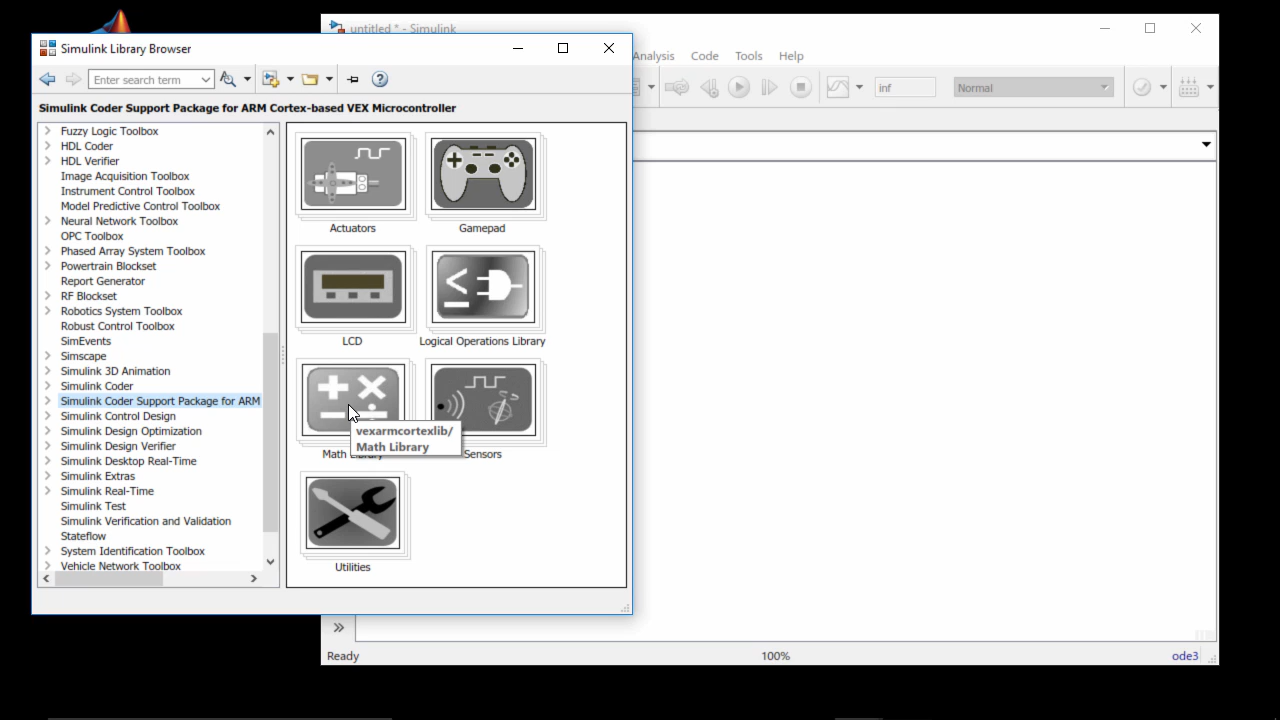 untitled * - Simulink
Simulink Library Browser
Analysis
Code
Tools
Help
Enter search term
inf
Normal
Simulink Coder Support Package for ARM Cortex-based VEX Microcontroller
Fuzzy Logic Toolbox
HDL Coder
HDL Verifier
Image Acquisition Toolbox
Instrument Control Toolbox
Model Predictive Control Toolbox
Neural Network Toolbox
OPC Toolbox
Phased Array System Toolbox
Powertrain Blockset
Report Generator
RF Blockset
Robotics System Toolbox
Robust Control Toolbox
SimEvents
Simscape
Simulink 3D Animation
Simulink Coder
Simulink Coder Support Package for ARM
Simulink Control Design
Simulink Design Optimization
Simulink Design Verifier
Simulink Desktop Real-Time
Simulink Extras
Simulink Real-Time
Simulink Test
Simulink Verification and Validation
Stateflow
System Identification Toolbox
Vehicle Network Toolbox
Actuators
Gamepad
LCD
Logical Operations Library
vexarmcortexlib/
Math Library
Math Library
Sensors
Utilities
Ready
100%
ode3